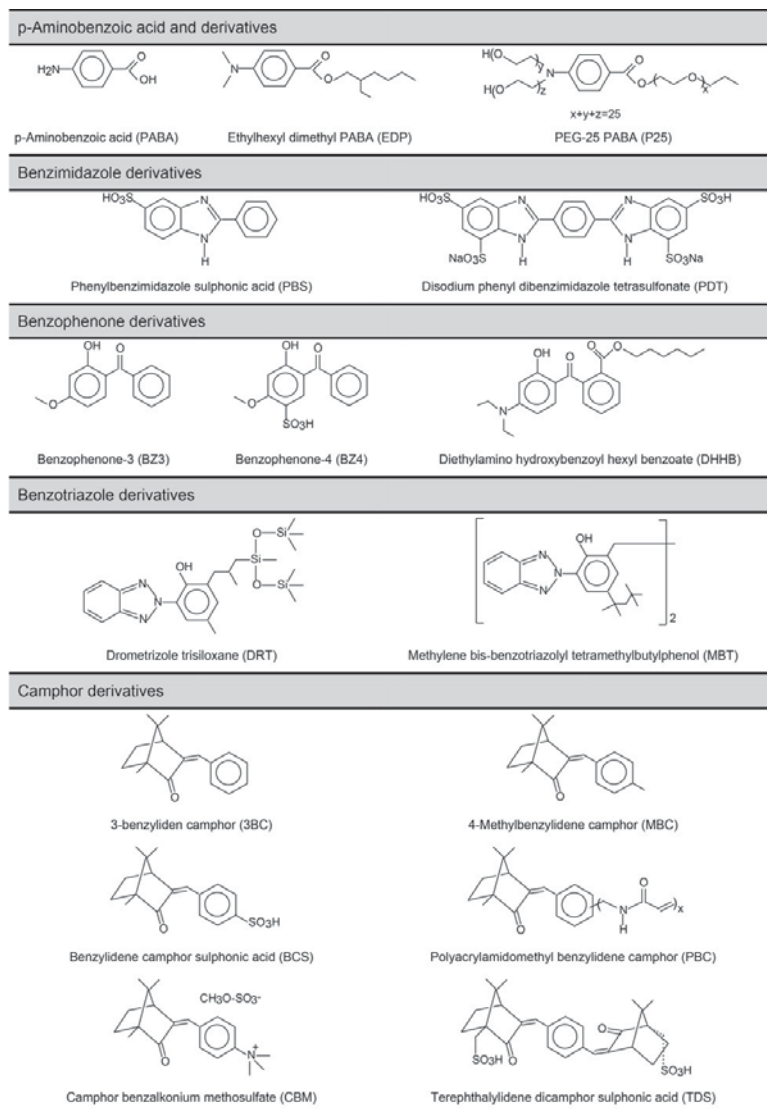 p-Aminobenzoic acid and derivatives
H2N
O
OH
N
O
O
H(O
y
N
H(O
z
O
O
O
x
x+y+z=25
p-Aminobenzoic acid (PABA)
Ethylhexyl dimethyl PABA (EDP)
PEG-25 PABA (P25)
Benzimidazole derivatives
HO3S
N
N
H
HO3S
N
N
SO3H
NaO3S
N
H
N
H
SO3Na
Phenylbenzimidazole sulphonic acid (PBS)
Disodium phenyl dibenzimidazole tetrasulfonate (PDT)
Benzophenone derivatives
OH
O
O
OH
O
O
SO3H
O
O
OH
O
N
Benzophenone-3 (BZ3)
Benzophenone-4 (BZ4)
Diethylamino hydroxybenzoyl hexyl benzoate (DHHB)
Benzotriazole derivatives
O
Si
OH
Si
O
Si
N
N
N
OH
N
N
N
2
Drometrizole trisiloxane (DRT)
Methylene bis-benzotriazolyl tetramethylbutylphenol (MBT)
Camphor derivatives
O
O
3-benzyliden camphor (3BC)
4-Methylbenzylidene camphor (MBC)
O
SO3H
O
N
H
O
x
Benzylidene camphor sulphonic acid (BCS)
Polyacrylamidomethyl benzylidene camphor (PBC)
CH3O-SO3-
O
N+
SO3H
O
O
SO3H
Camphor benzalkonium methosulfate (CBM)
Terephthalylidene dicamphor sulphonic acid (TDS)